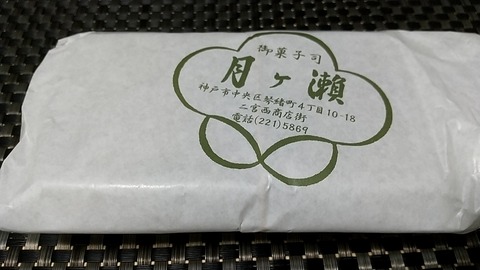 御菓子司
月ヶ瀬
神戸市中央区琴緒町4丁目10-18
二宮西商店街
電話(221)5869